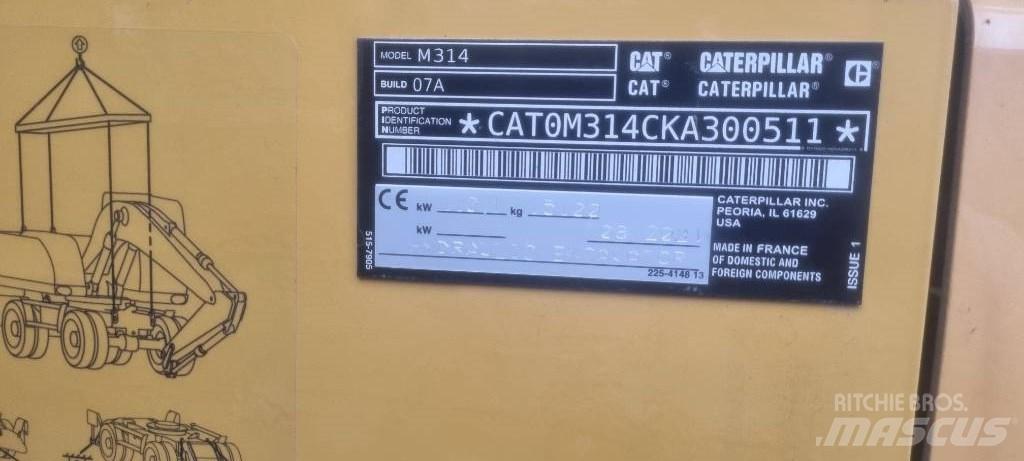 MODEL M314
BUILD 07A
CAT® CATERPILLAR®
CAT® CATERPILLAR®
PRODUCT IDENTIFICATION NUMBER *CAT0M314CKA300511*
CE kW kg
kW
225-4148 13
515-7905
CATERPILLAR INC.
PEORIA, IL 61629
USA
MADE IN FRANCE
OF DOMESTIC AND
FOREIGN COMPONENTS
ISSUE 1
RITCHIE BROS.
MASCUS